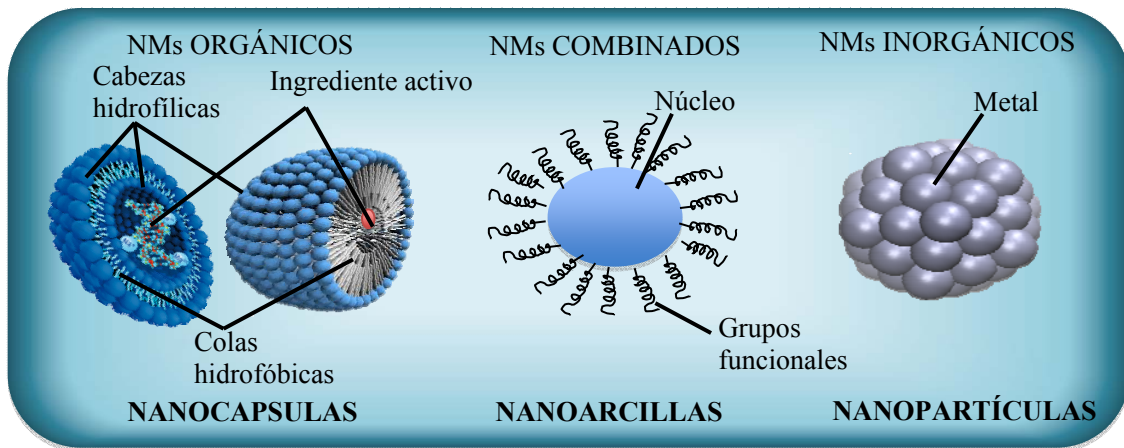 NMs ORGÁNICOS
Cabezas
hidrofílicas
Ingrediente activo
Colas
hidrofóbicas
NANOCAPSULAS
NMs COMBINADOS
Núcleo
Grupos
funcionales
NANOARCILLAS
NMs INORGÁNICOS
Metal
NANOPARTÍCULAS